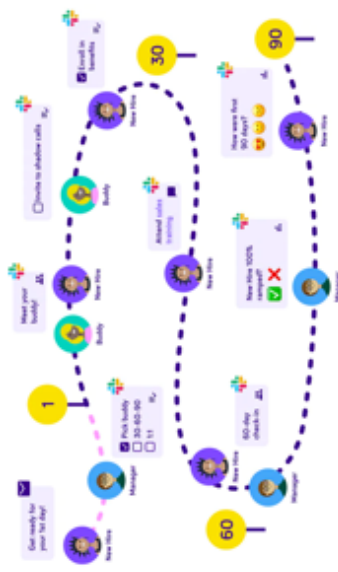 Get ready for
your 1st day!
New Hire
Manager
Pick buddy
30-60-90
1:1
1
Buddy
Meet your
buddy!
New Hire
Buddy
Invite to shadow calls
New Hire
Enroll in
benefits
30
Attend sales
training
New Hire
New Hire
60
Manager
60-day
check-in
New Hire 100%
ramped?
Manager
How were first
90 days?
New Hire
90